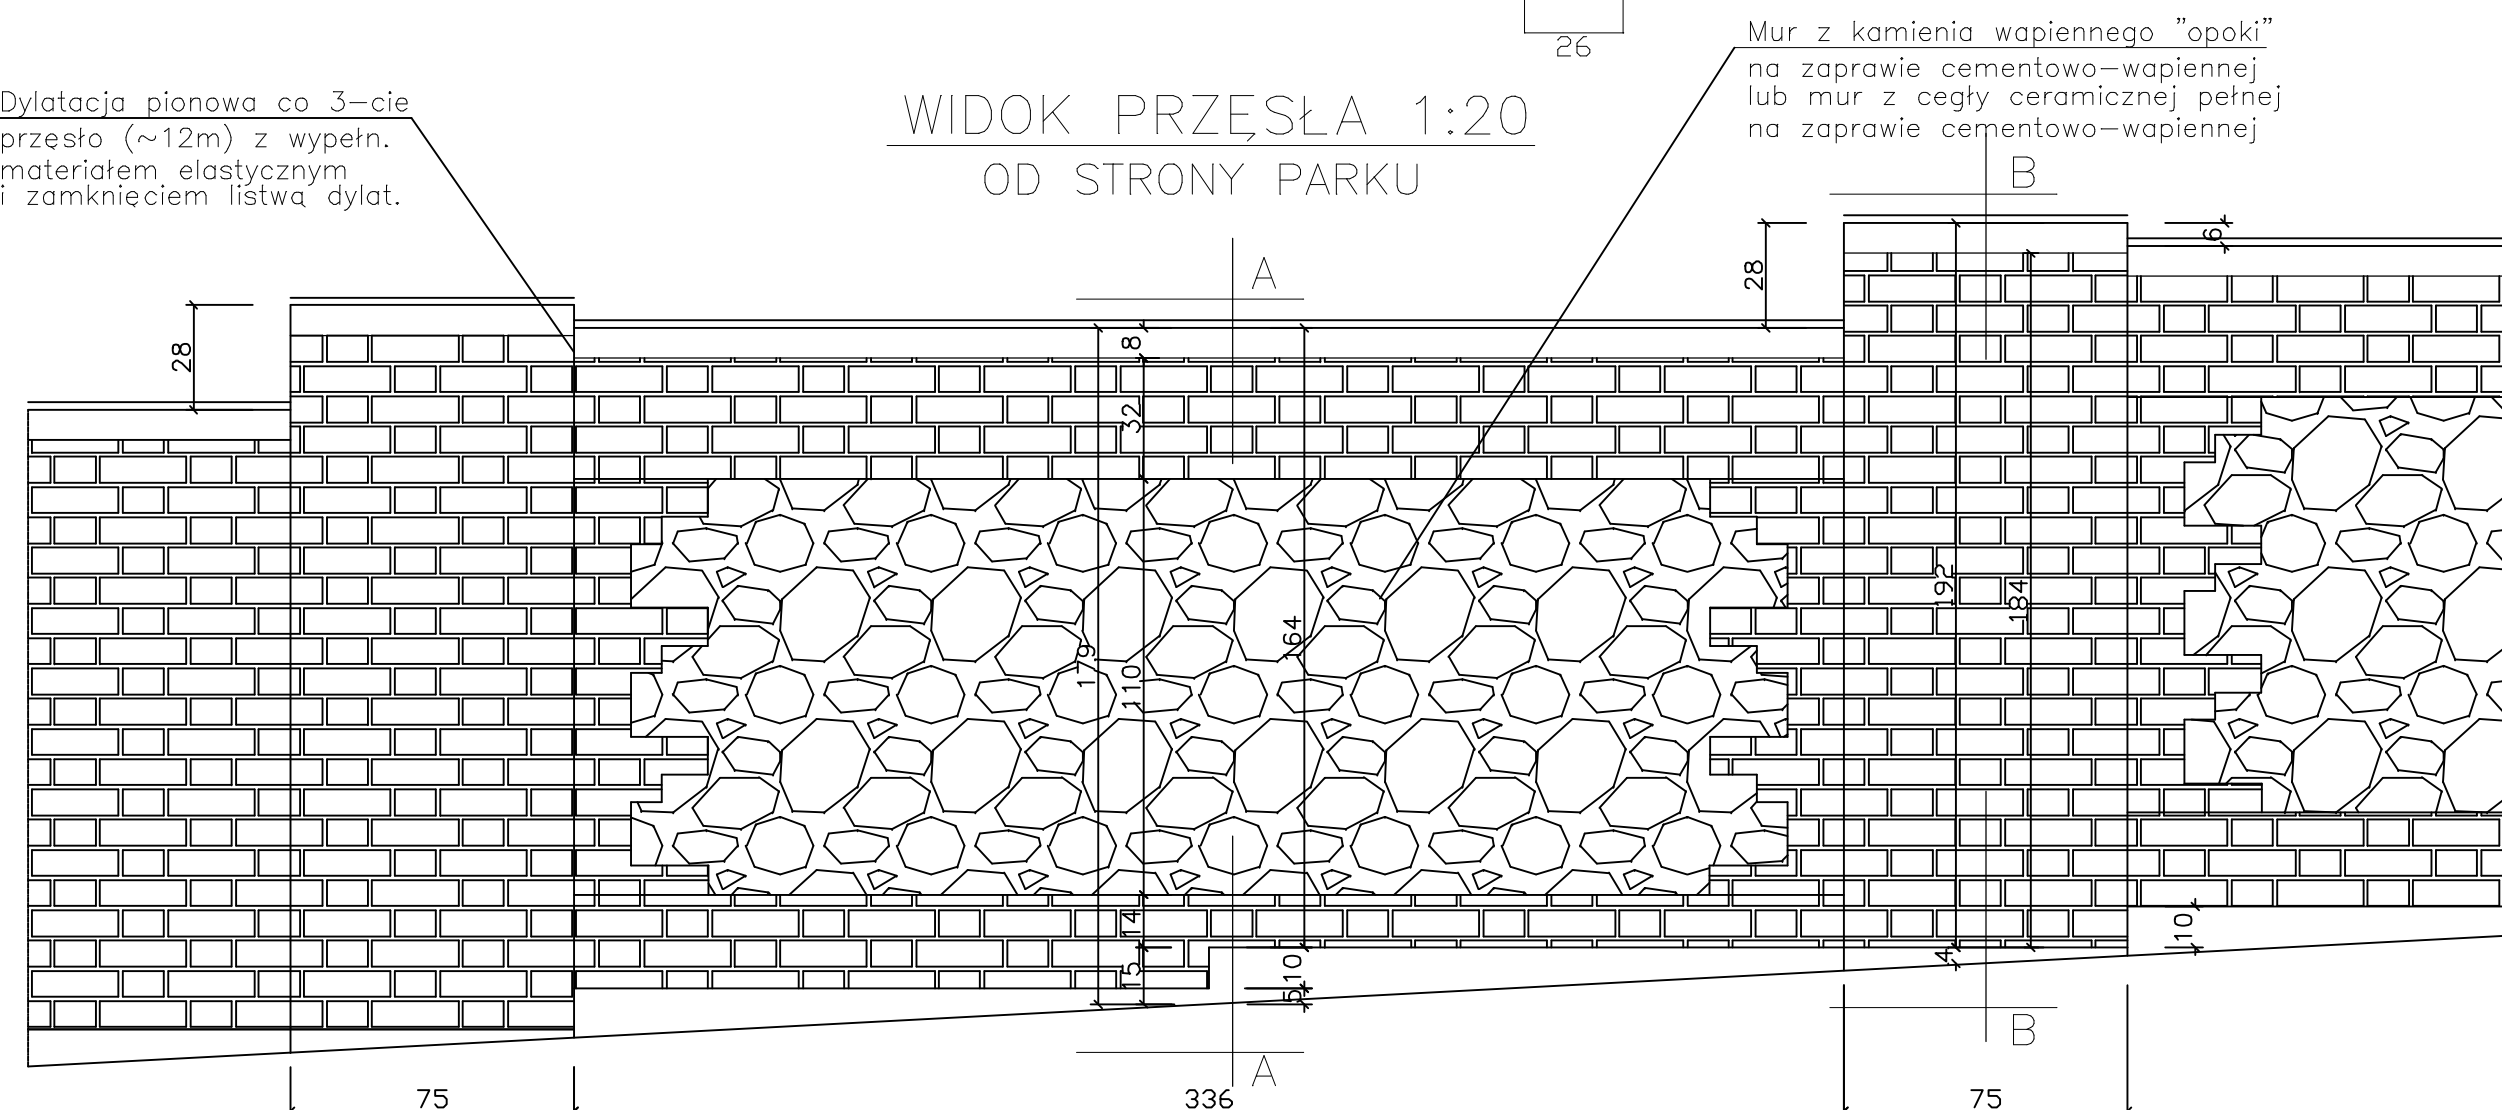 26
Mur z kamienia wapiennego "opoki"
na zaprawie cementowo-wapiennej
lub mur z cegły ceramicznej pełnej
na zaprawie cementowo-wapiennej
Dylatacja pionowa co 3-cie
przęsło (~12m) z wypełn.
materiałem elastycznym
i zamknięciem listwą dylat.
WIDOK PRZĘSŁA 1:20
OD STRONY PARKU
B
A
6
28
28
8
32
192
184
164
179
110
14
15
10
5
4
10
B
A
75
336
75